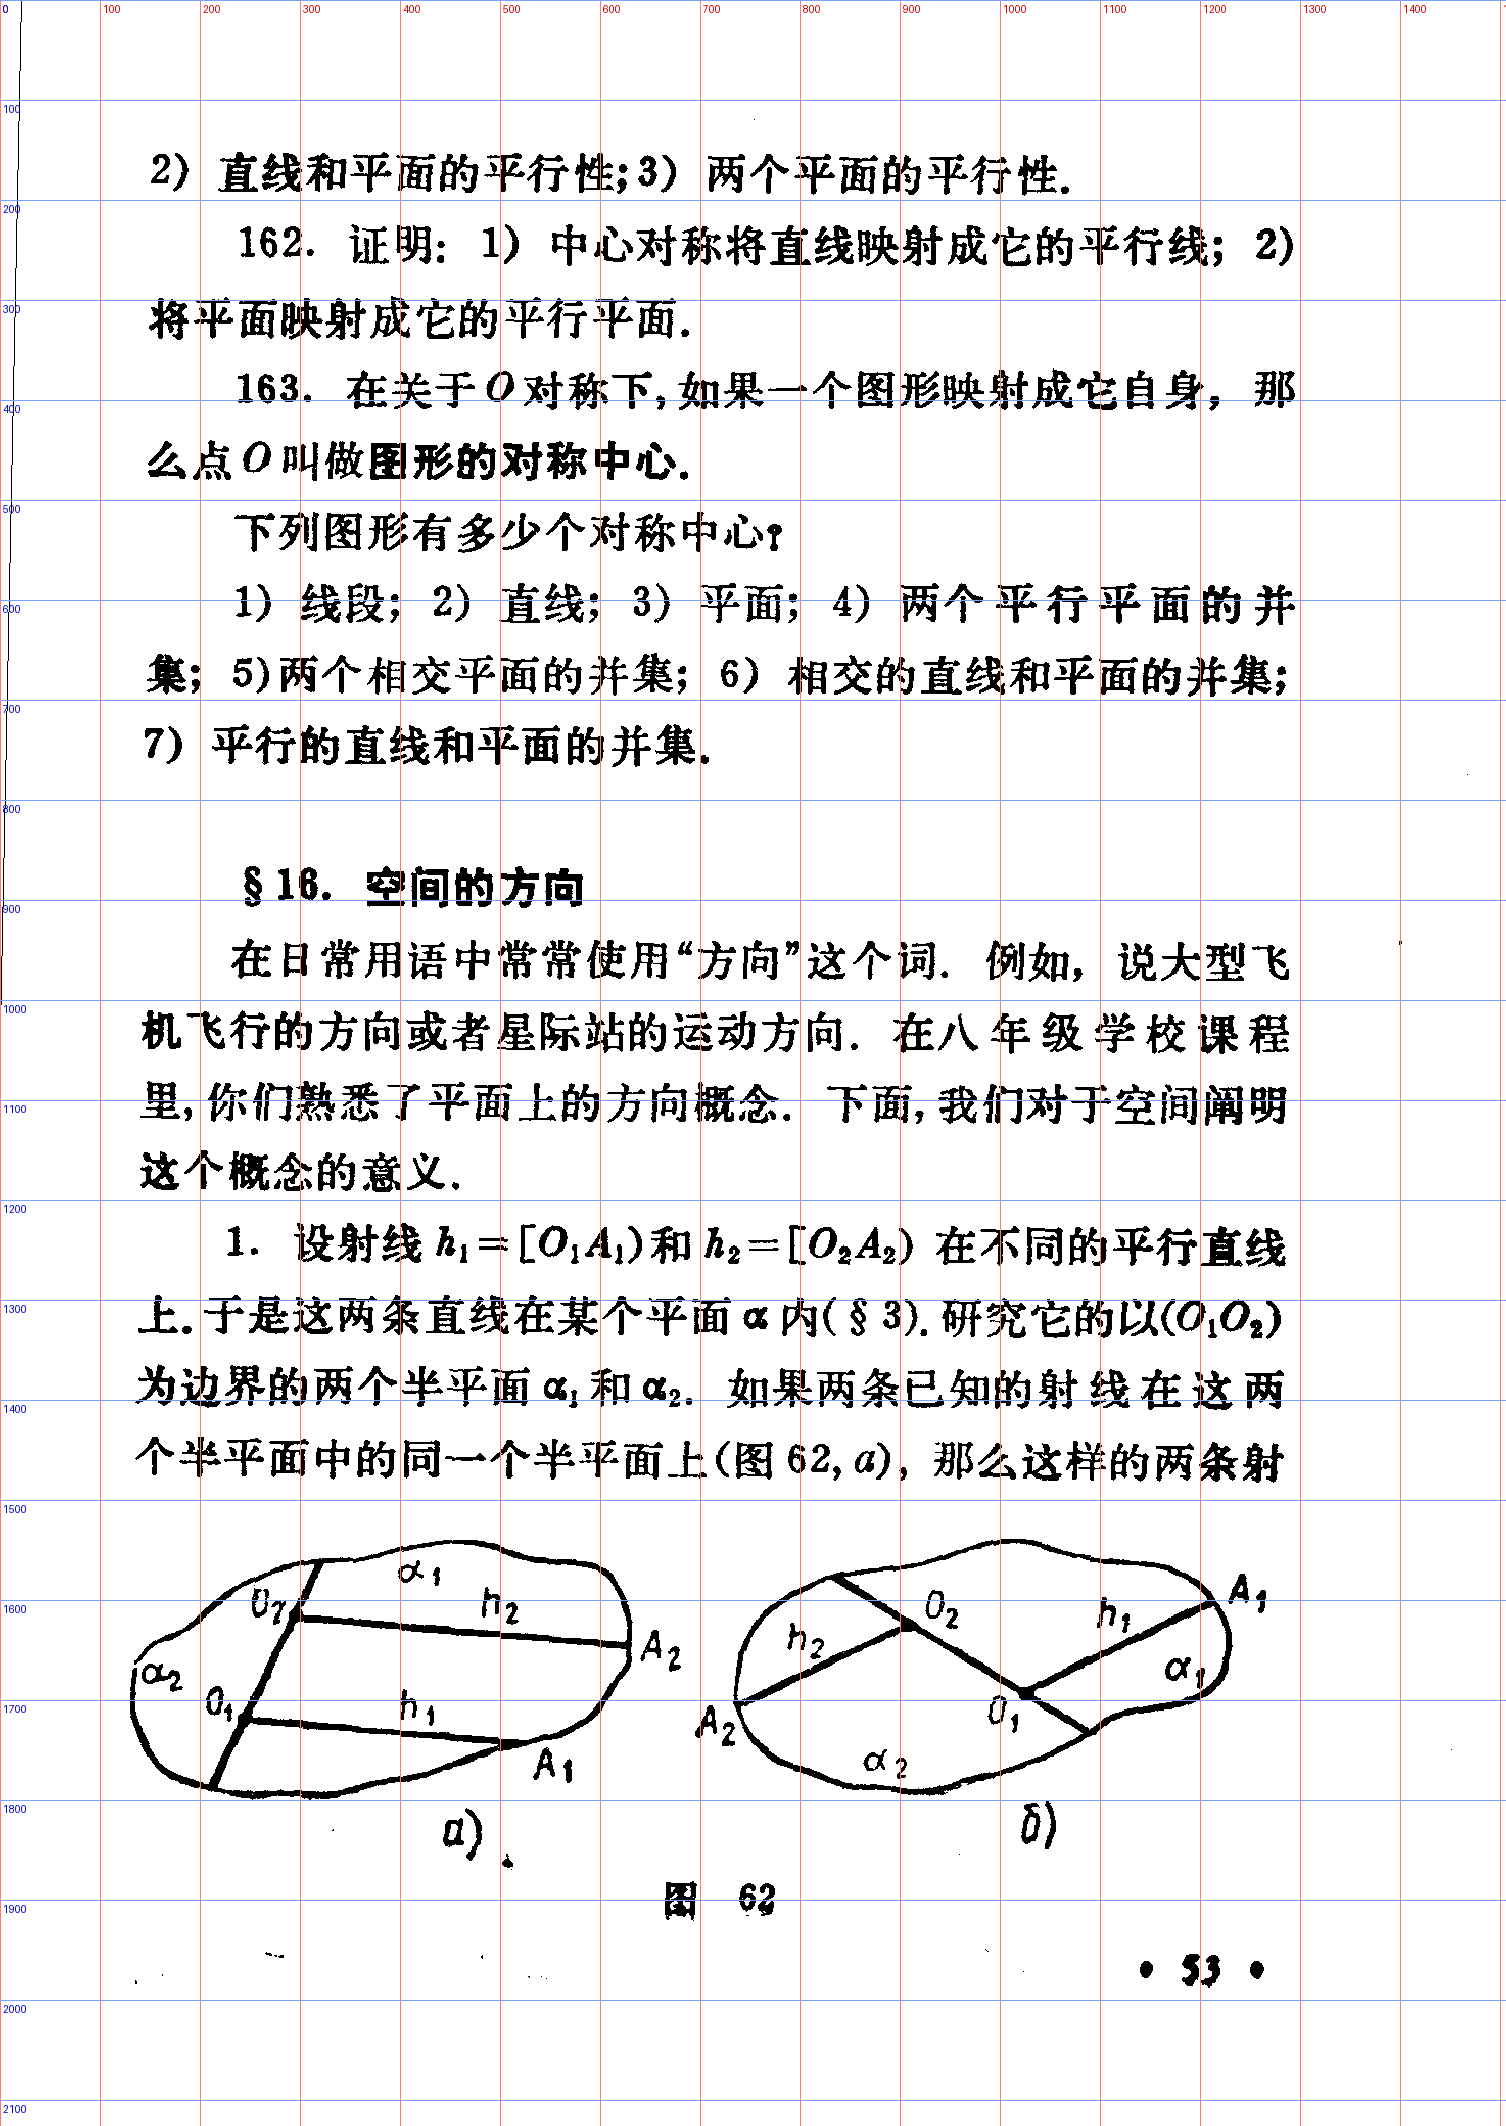 2) 直线和平面的平行性;3) 两个平面的平行性.
162. 证明: 1) 中心对称将直线映射成它的平行线; 2)
将平面映射成它的平行平面.
163. 在关于O对称下,如果一个图形映射成它自身, 那
么点O叫做图形的对称中心.
下列图形有多少个对称中心?
1) 线段; 2) 直线; 3) 平面; 4) 两个平行平面的并
集; 5)两个相交平面的并集; 6) 相交的直线和平面的并集;
7) 平行的直线和平面的并集.
§16. 空间的方向
在日常用语中常常使用“方向”这个词. 例如, 说大型飞
机飞行的方向或者星际站的运动方向. 在八年级学校课程
里,你们熟悉了平面上的方向概念. 下面,我们对于空间阐明
这个概念的意义.
1. 设射线 h₁=[O₁A₁)和 h₂=[O₂A₂) 在不同的平行直线
上.于是这两条直线在某个平面 α 内(§3). 研究它的以(O₁O₂)
为边界的两个半平面 α₁ 和 α₂. 如果两条已知的射线在这两
个半平面中的同一个半平面上(图 62, a), 那么这样的两条射
α₁
O₂
h₂
A₂
α₂
O₁
h₁
A₁
a)
O₂
h₂
h₁
A₁
α₁
O₁
A₂
α₂
б)
图 62
• 53 •